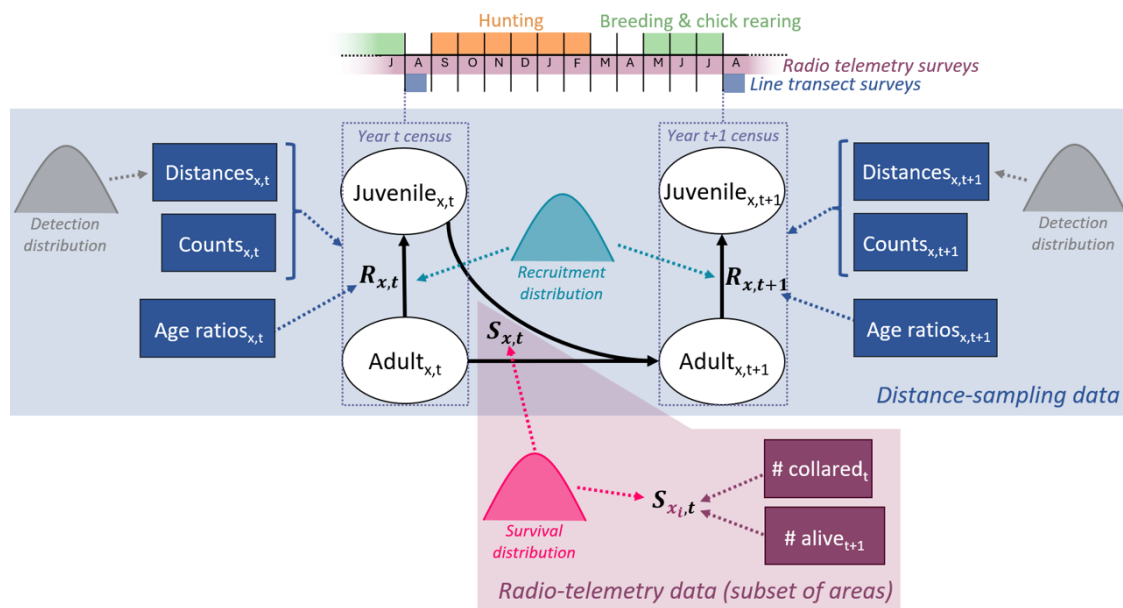 Hunting
Breeding & chick rearing
J A S O N D J F M A M J J A
Radio telemetry surveys
Line transect surveys
Year t census
Year t+1 census
Detection
distribution
Distancesx,t
Countsx,t
Age ratiosx,t
Juvenilex,t
Rx,t
Adultx,t
Sx,t
Recruitment
distribution
Juvenilex,t+1
Rx,t+1
Adultx,t+1
Distancesx,t+1
Countsx,t+1
Age ratiosx,t+1
Detection
distribution
Distance-sampling data
Survival
distribution
Sxi,t
# collaredt
# alivet+1
Radio-telemetry data (subset of areas)